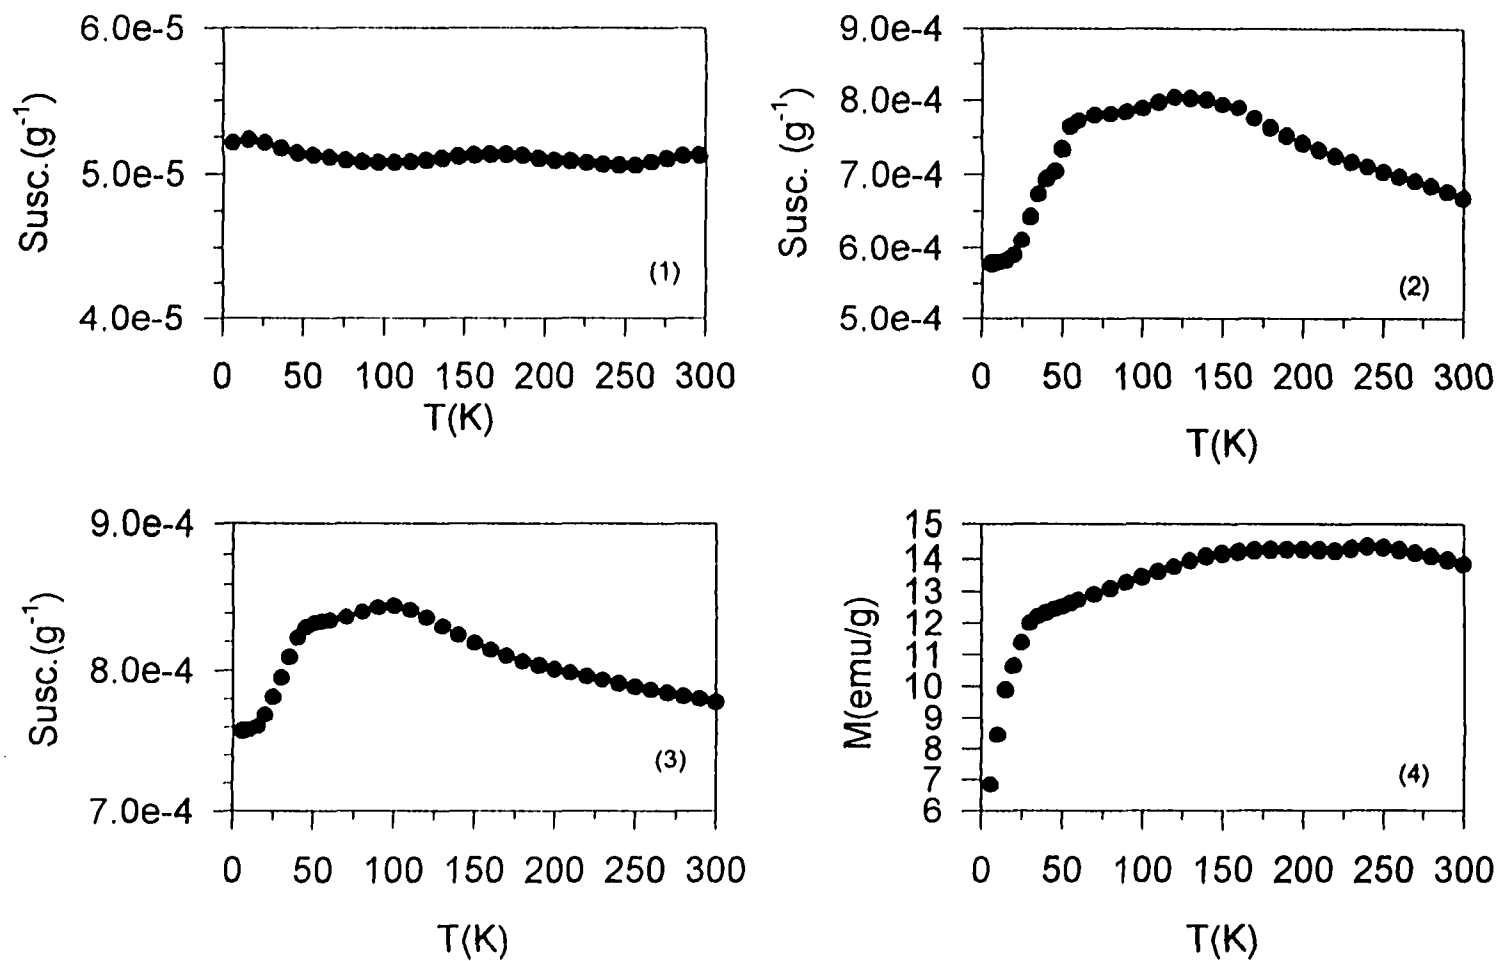 6.0e-5
5.0e-5
4.0e-5
Susc.(g-1)
(1)
0 50 100 150 200 250 300
T(K)
9.0e-4
8.0e-4
7.0e-4
6.0e-4
5.0e-4
Susc. (g-1)
(2)
0 50 100 150 200 250 300
T(K)
9.0e-4
8.0e-4
7.0e-4
Susc.(g-1)
(3)
0 50 100 150 200 250 300
T(K)
15
14
13
12
11
10
9
8
7
6
M(emu/g)
(4)
0 50 100 150 200 250 300
T(K)